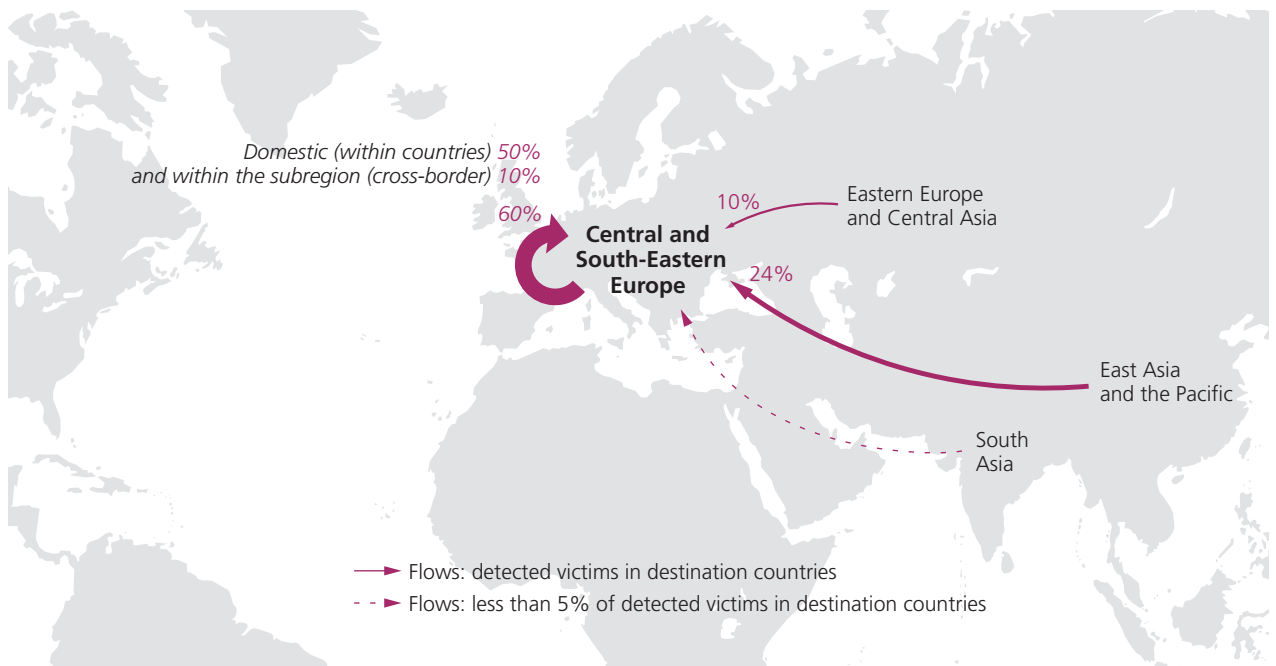 Domestic (within countries) 50%
and within the subregion (cross-border) 10%
60%
Central and
South-Eastern
Europe
10%
Eastern Europe
and Central Asia
24%
East Asia
and the Pacific
South
Asia
Flows: detected victims in destination countries
Flows: less than 5% of detected victims in destination countries